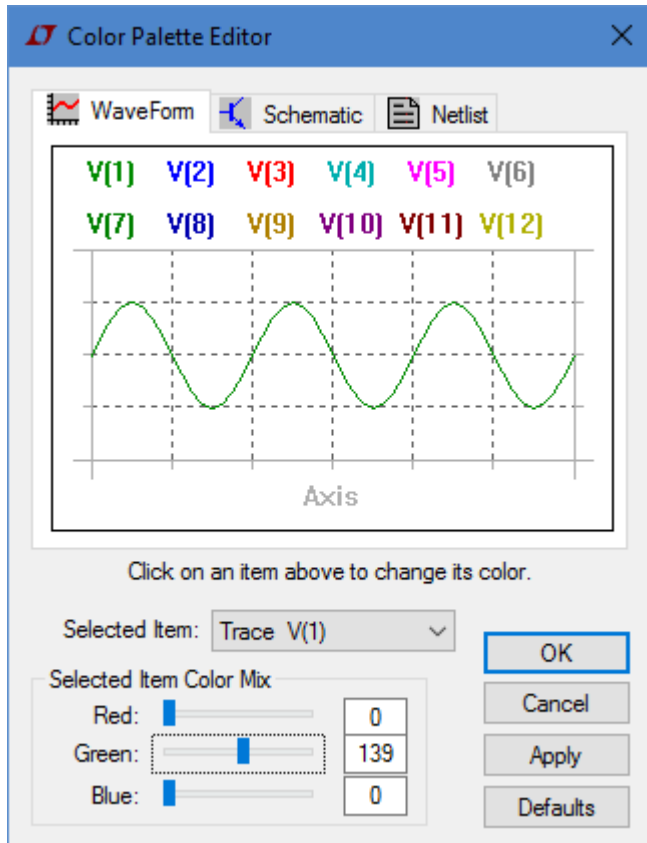 Color Palette Editor
WaveForm Schematic Netlist
V(1) V(2) V(3) V(4) V(5) V(6)
V(7) V(8) V(9) V(10) V(11) V(12)
Axis
Click on an item above to change its color.
Selected Item: Trace V(1)
OK
Selected Item Color Mix
Cancel
Red: 0
Green: 139
Apply
Blue: 0
Defaults